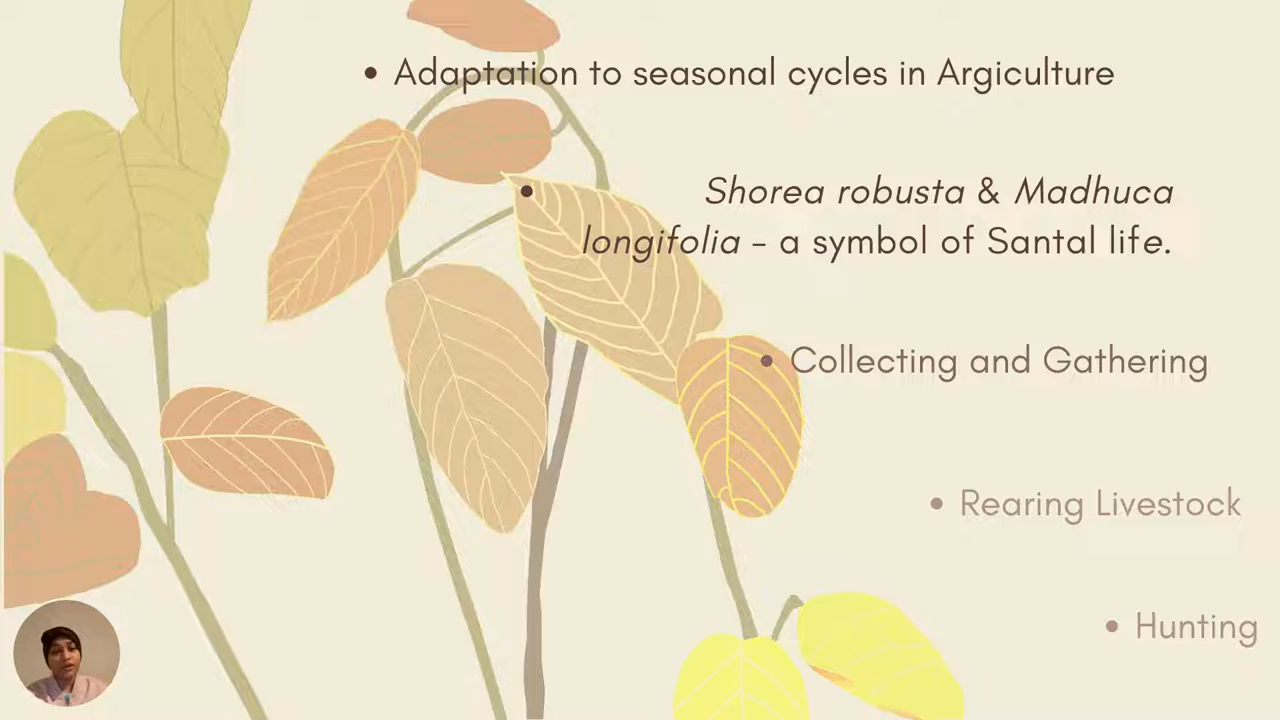 • Adaptation to seasonal cycles in Argiculture
• Shorea robusta & Madhuca
longifolia – a symbol of Santal life.
• Collecting and Gathering
• Rearing Livestock
• Hunting